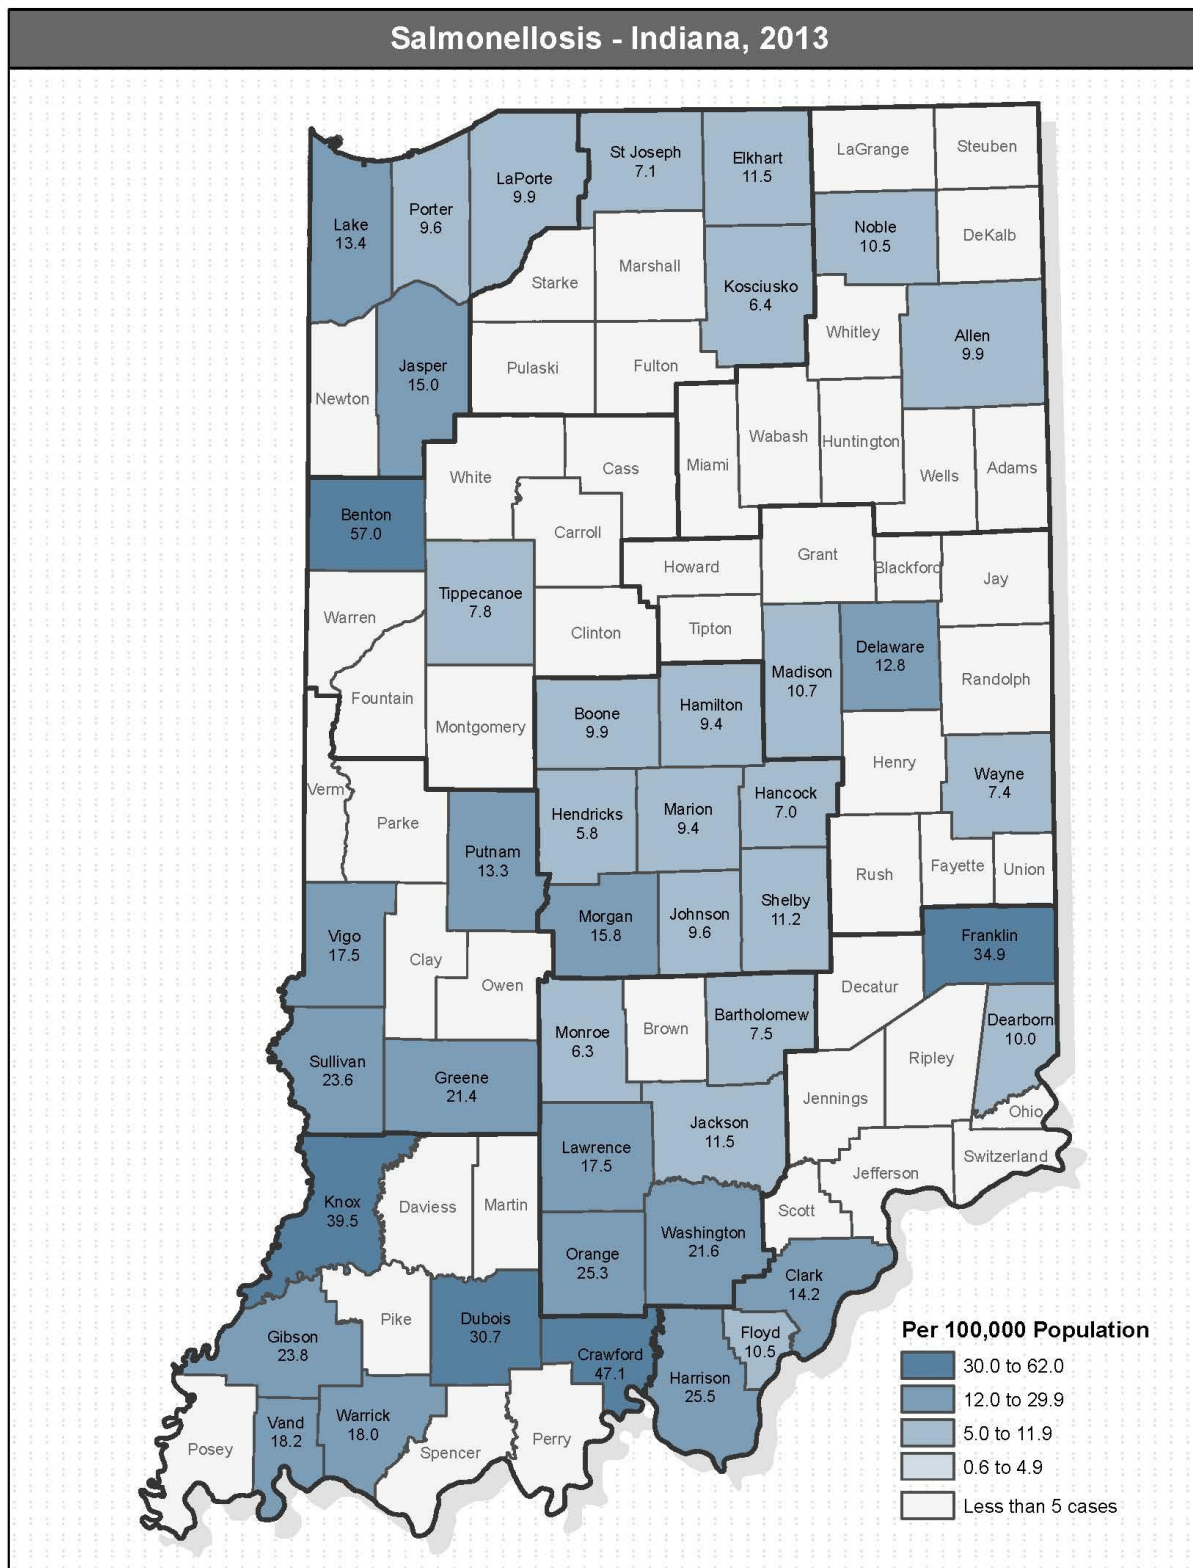 Salmonellosis - Indiana, 2013
LaGrange
Steuben
St Joseph
7.1
Elkhart
11.5
LaPorte
9.9
Porter
9.6
Lake
13.4
Noble
10.5
DeKalb
Marshall
Starke
Kosciusko
6.4
Whitley
Allen
9.9
Jasper
15.0
Newton
Pulaski
Fulton
Miami
Wabash
Huntington
Wells
Adams
White
Cass
Benton
57.0
Carroll
Grant
Howard
Blackford
Jay
Tippecanoe
7.8
Warren
Clinton
Tipton
Madison
10.7
Delaware
12.8
Randolph
Fountain
Montgomery
Boone
9.9
Hamilton
9.4
Henry
Wayne
7.4
Verm
Parke
Hendricks
5.8
Marion
9.4
Hancock
7.0
Putnam
13.3
Rush
Fayette
Union
Vigo
17.5
Clay
Morgan
15.8
Johnson
9.6
Shelby
11.2
Franklin
34.9
Owen
Decatur
Monroe
6.3
Brown
Bartholomew
7.5
Dearborn
10.0
Ripley
Sullivan
23.6
Greene
21.4
Jennings
Ohio
Jackson
11.5
Lawrence
17.5
Switzerland
Jefferson
Knox
39.5
Daviess
Martin
Scott
Washington
21.6
Orange
25.3
Clark
14.2
Gibson
23.8
Pike
Dubois
30.7
Crawford
47.1
Floyd
10.5
Harrison
25.5
Posey
Vand
18.2
Warrick
18.0
Spencer
Perry
Per 100,000 Population
30.0 to 62.0
12.0 to 29.9
5.0 to 11.9
0.6 to 4.9
Less than 5 cases